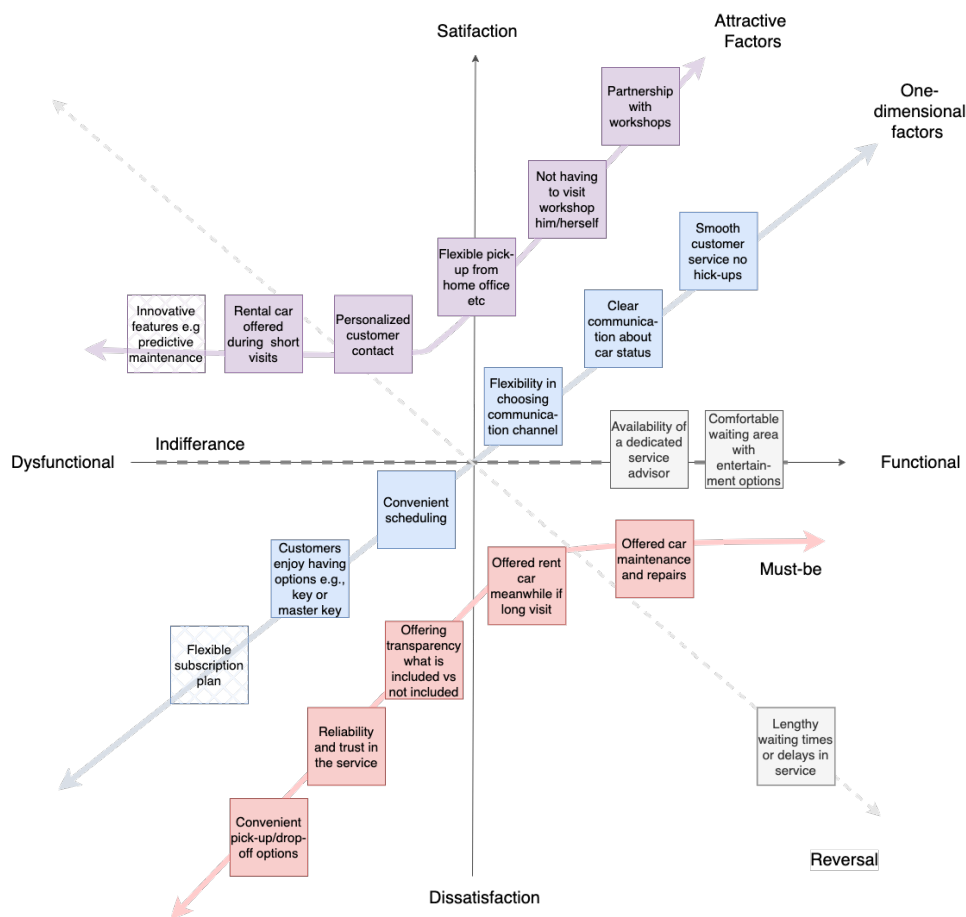 Satifaction
Attractive
Factors
One-
dimensional
factors
Partnership
with
workshops
Not having
to visit
workshop
him/herself
Smooth
customer
service no
hick-ups
Flexible pick-
up from
home office
etc
Innovative
features e.g
predictive
maintenance
Rental car
offered
during short
visits
Personalized
customer
contact
Clear
communica-
tion about
car status
Flexibility in
choosing
communica-
tion channel
Availability of
a dedicated
service
advisor
Comfortable
waiting area
with
entertain-
ment options
Indifferance
Dysfunctional
Functional
Convenient
scheduling
Customers
enjoy having
options e.g.,
key or
master key
Offered rent
car
meanwhile if
long visit
Offered car
maintenance
and repairs
Must-be
Flexible
subscription
plan
Offering
transparency
what is
included vs
not included
Reliability
and trust in
the service
Lengthy
waiting times
or delays in
service
Convenient
pick-up/drop-
off options
Reversal
Dissatisfaction